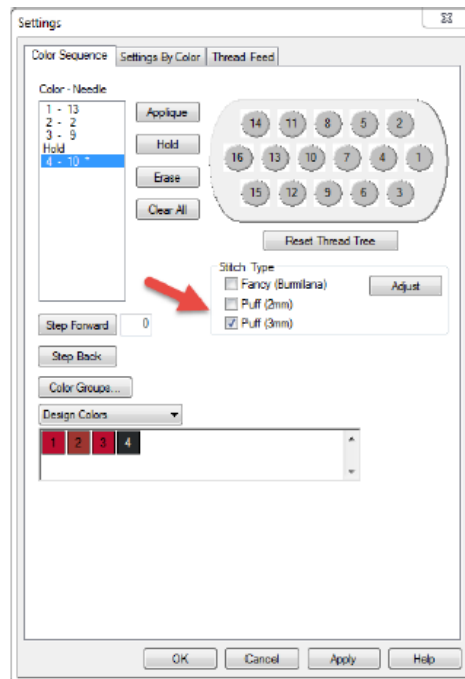 Settings
Color Sequence Settings By Color Thread Feed
Color - Needle
1 - 13
2 - 2
3 - 9
Hold
4 - 10 *
Applique
Hold
Erase
Clear All
14 11 8 5 2
16 13 10 7 4 1
15 12 9 6 3
Reset Thread Tree
Stitch Type
Fancy (Burmilana)
Puff (2mm)
Puff (3mm)
Adjust
Step Forward 0
Step Back
Color Groups...
Design Colors
1 2 3 4
OK Cancel Apply Help